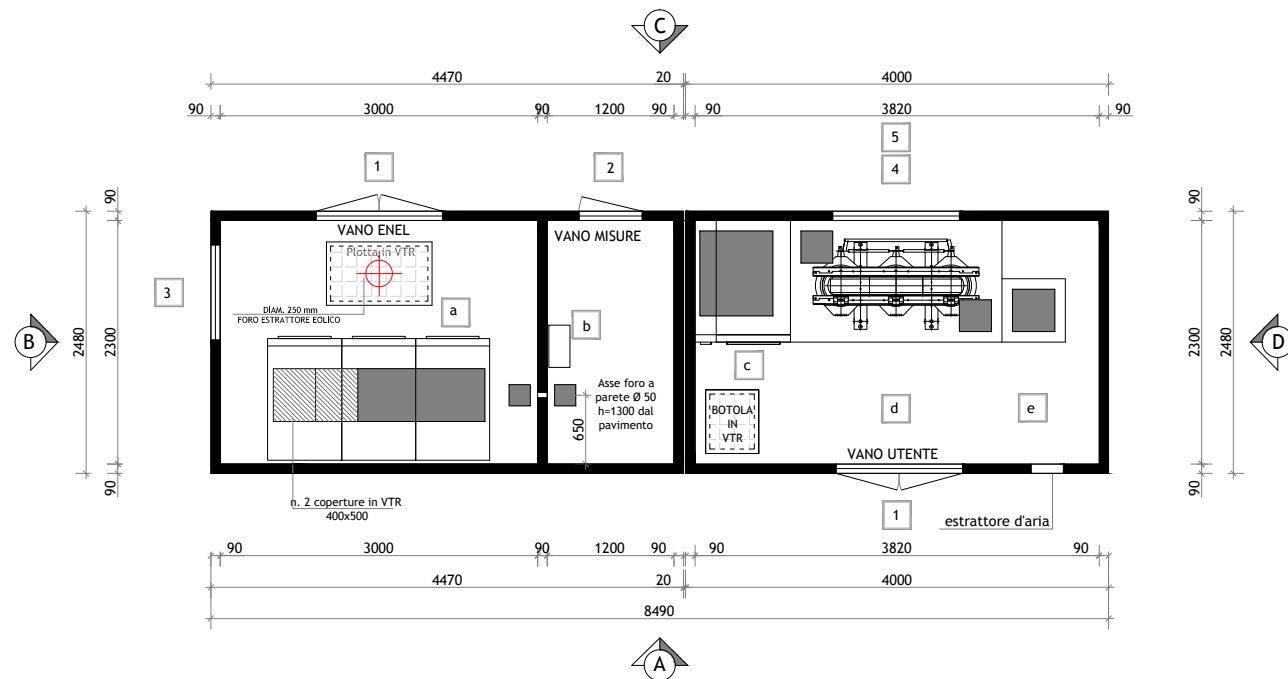 C
4470 20 4000
90 3000 90 1200 90 90 3820 90
5
1 2 4
90 90
VANO ENEL VANO MISURE
Plotta in VTR
3
DÌAM. 250 mm
FORO ESTRATTORE EOLÌCO
a b
B 2480 2300 2300 2480 D
c
Asse foro a
parete Ø 50
h=1300 dal
pavimento
650
BOTOLA
IN
VTR
d e
VANO UTENTE
90 90
n. 2 coperture in VTR
400x500
1
estrattore d'aria
90 3000 90 1200 90 90 3820 90
4470 20 4000
8490
A